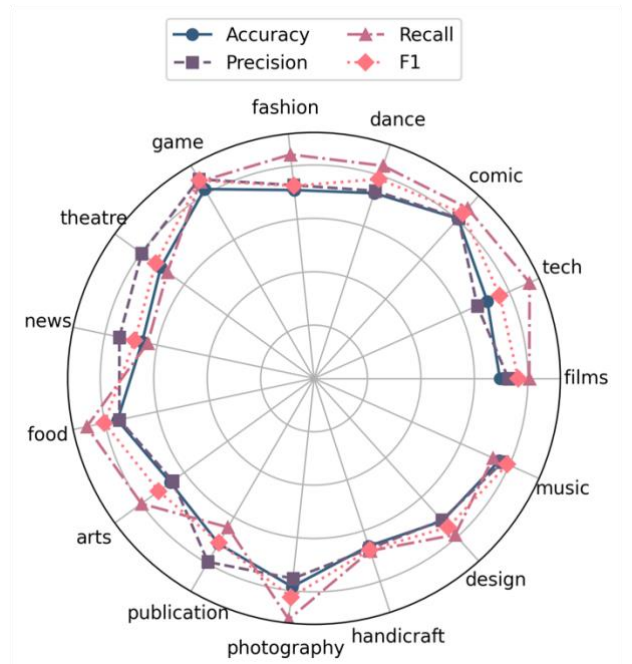 Accuracy
Precision
Recall
F1
fashion
dance
game
comic
theatre
tech
news
films
food
music
arts
design
publication
handicraft
photography